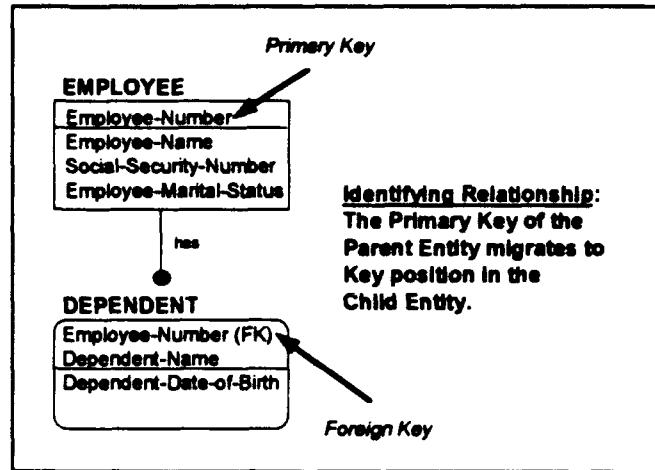 Primary Key
EMPLOYEE
Employee-Number
Employee-Name
Social-Security-Number
Employee-Marital-Status
has
Identifying Relationship:
The Primary Key of the
Parent Entity migrates to
Key position in the
Child Entity.
DEPENDENT
Employee-Number (FK)
Dependent-Name
Dependent-Date-of-Birth
Foreign Key